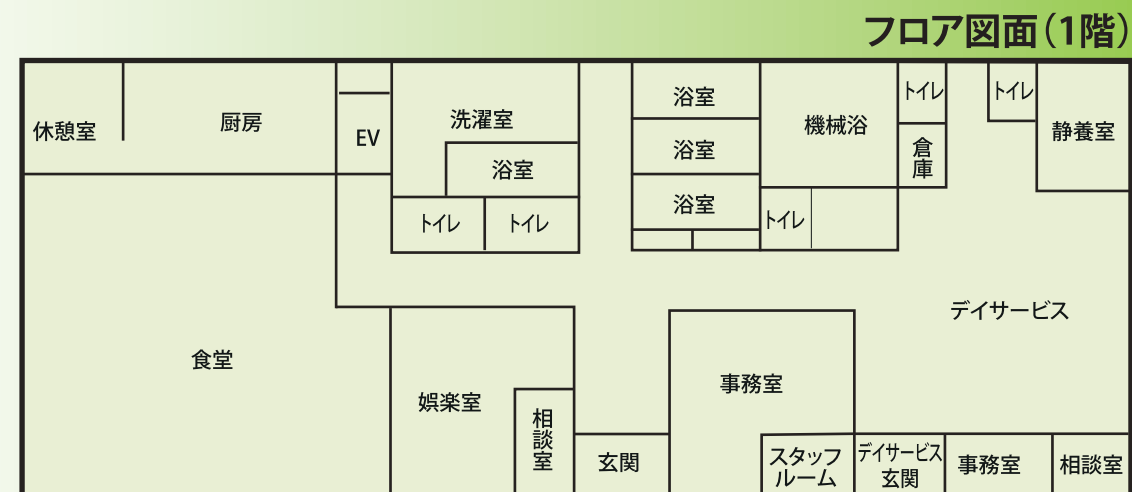 フロア図面(1階)
休憩室
厨房
EV
洗濯室
浴室
トイレ
トイレ
浴室
浴室
浴室
機械浴
トイレ
トイレ
倉庫
トイレ
静養室
デイサービス
食堂
娯楽室
相談室
玄関
事務室
スタッフ
ルーム
デイサービス
玄関
事務室
相談室